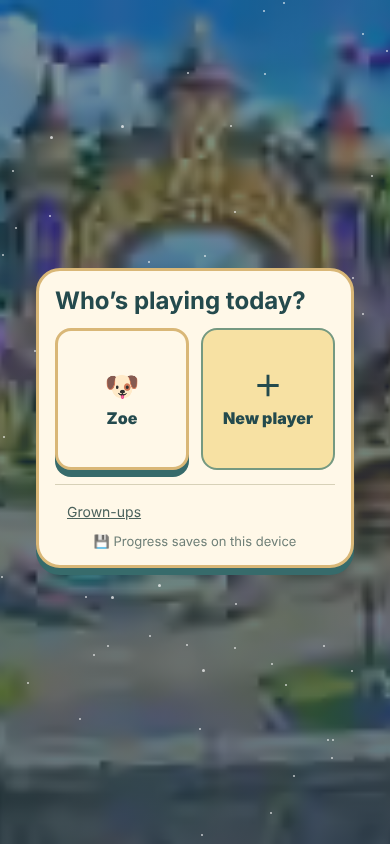 Who's playing today?
Zoe
New player
Grown-ups
💾 Progress saves on this device